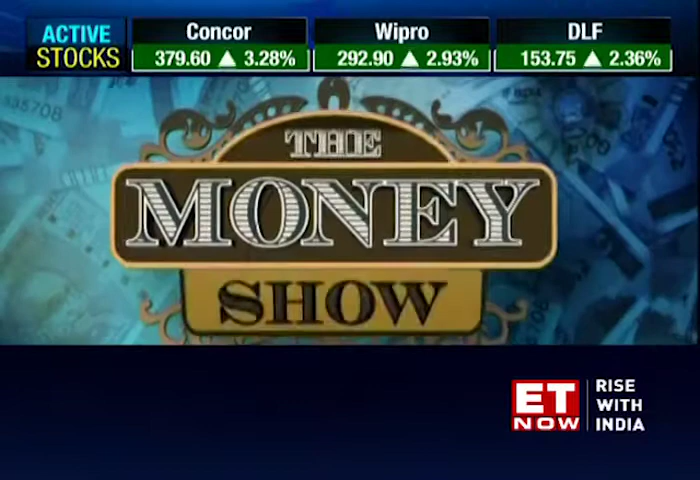 ACTIVE
STOCKS
Concor
379.60 ▲ 3.28%
Wipro
292.90 ▲ 2.93%
DLF
153.75 ▲ 2.36%
THE
MONEY
SHOW
ET
NOW
RISE
WITH
INDIA